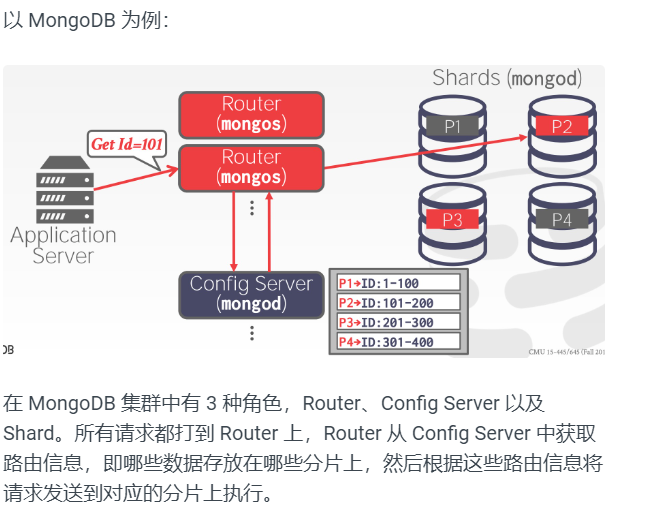 以 MongoDB 为例：
Shards (mongod)
Router
(mongos)
P1
P2
Get Id=101
Router
(mongos)
P3
P4
Application
Server
Config Server
(mongod)
P1→ID:1-100
P2→ID:101-200
P3→ID:201-300
P4→ID:301-400
DB
CMU 15-445/645 (Fall 201
在 MongoDB 集群中有 3 种角色，Router、Config Server 以及
Shard。所有请求都打到 Router 上，Router 从 Config Server 中获取
路由信息，即哪些数据存放在哪些分片上，然后根据这些路由信息将
请求发送到对应的分片上执行。